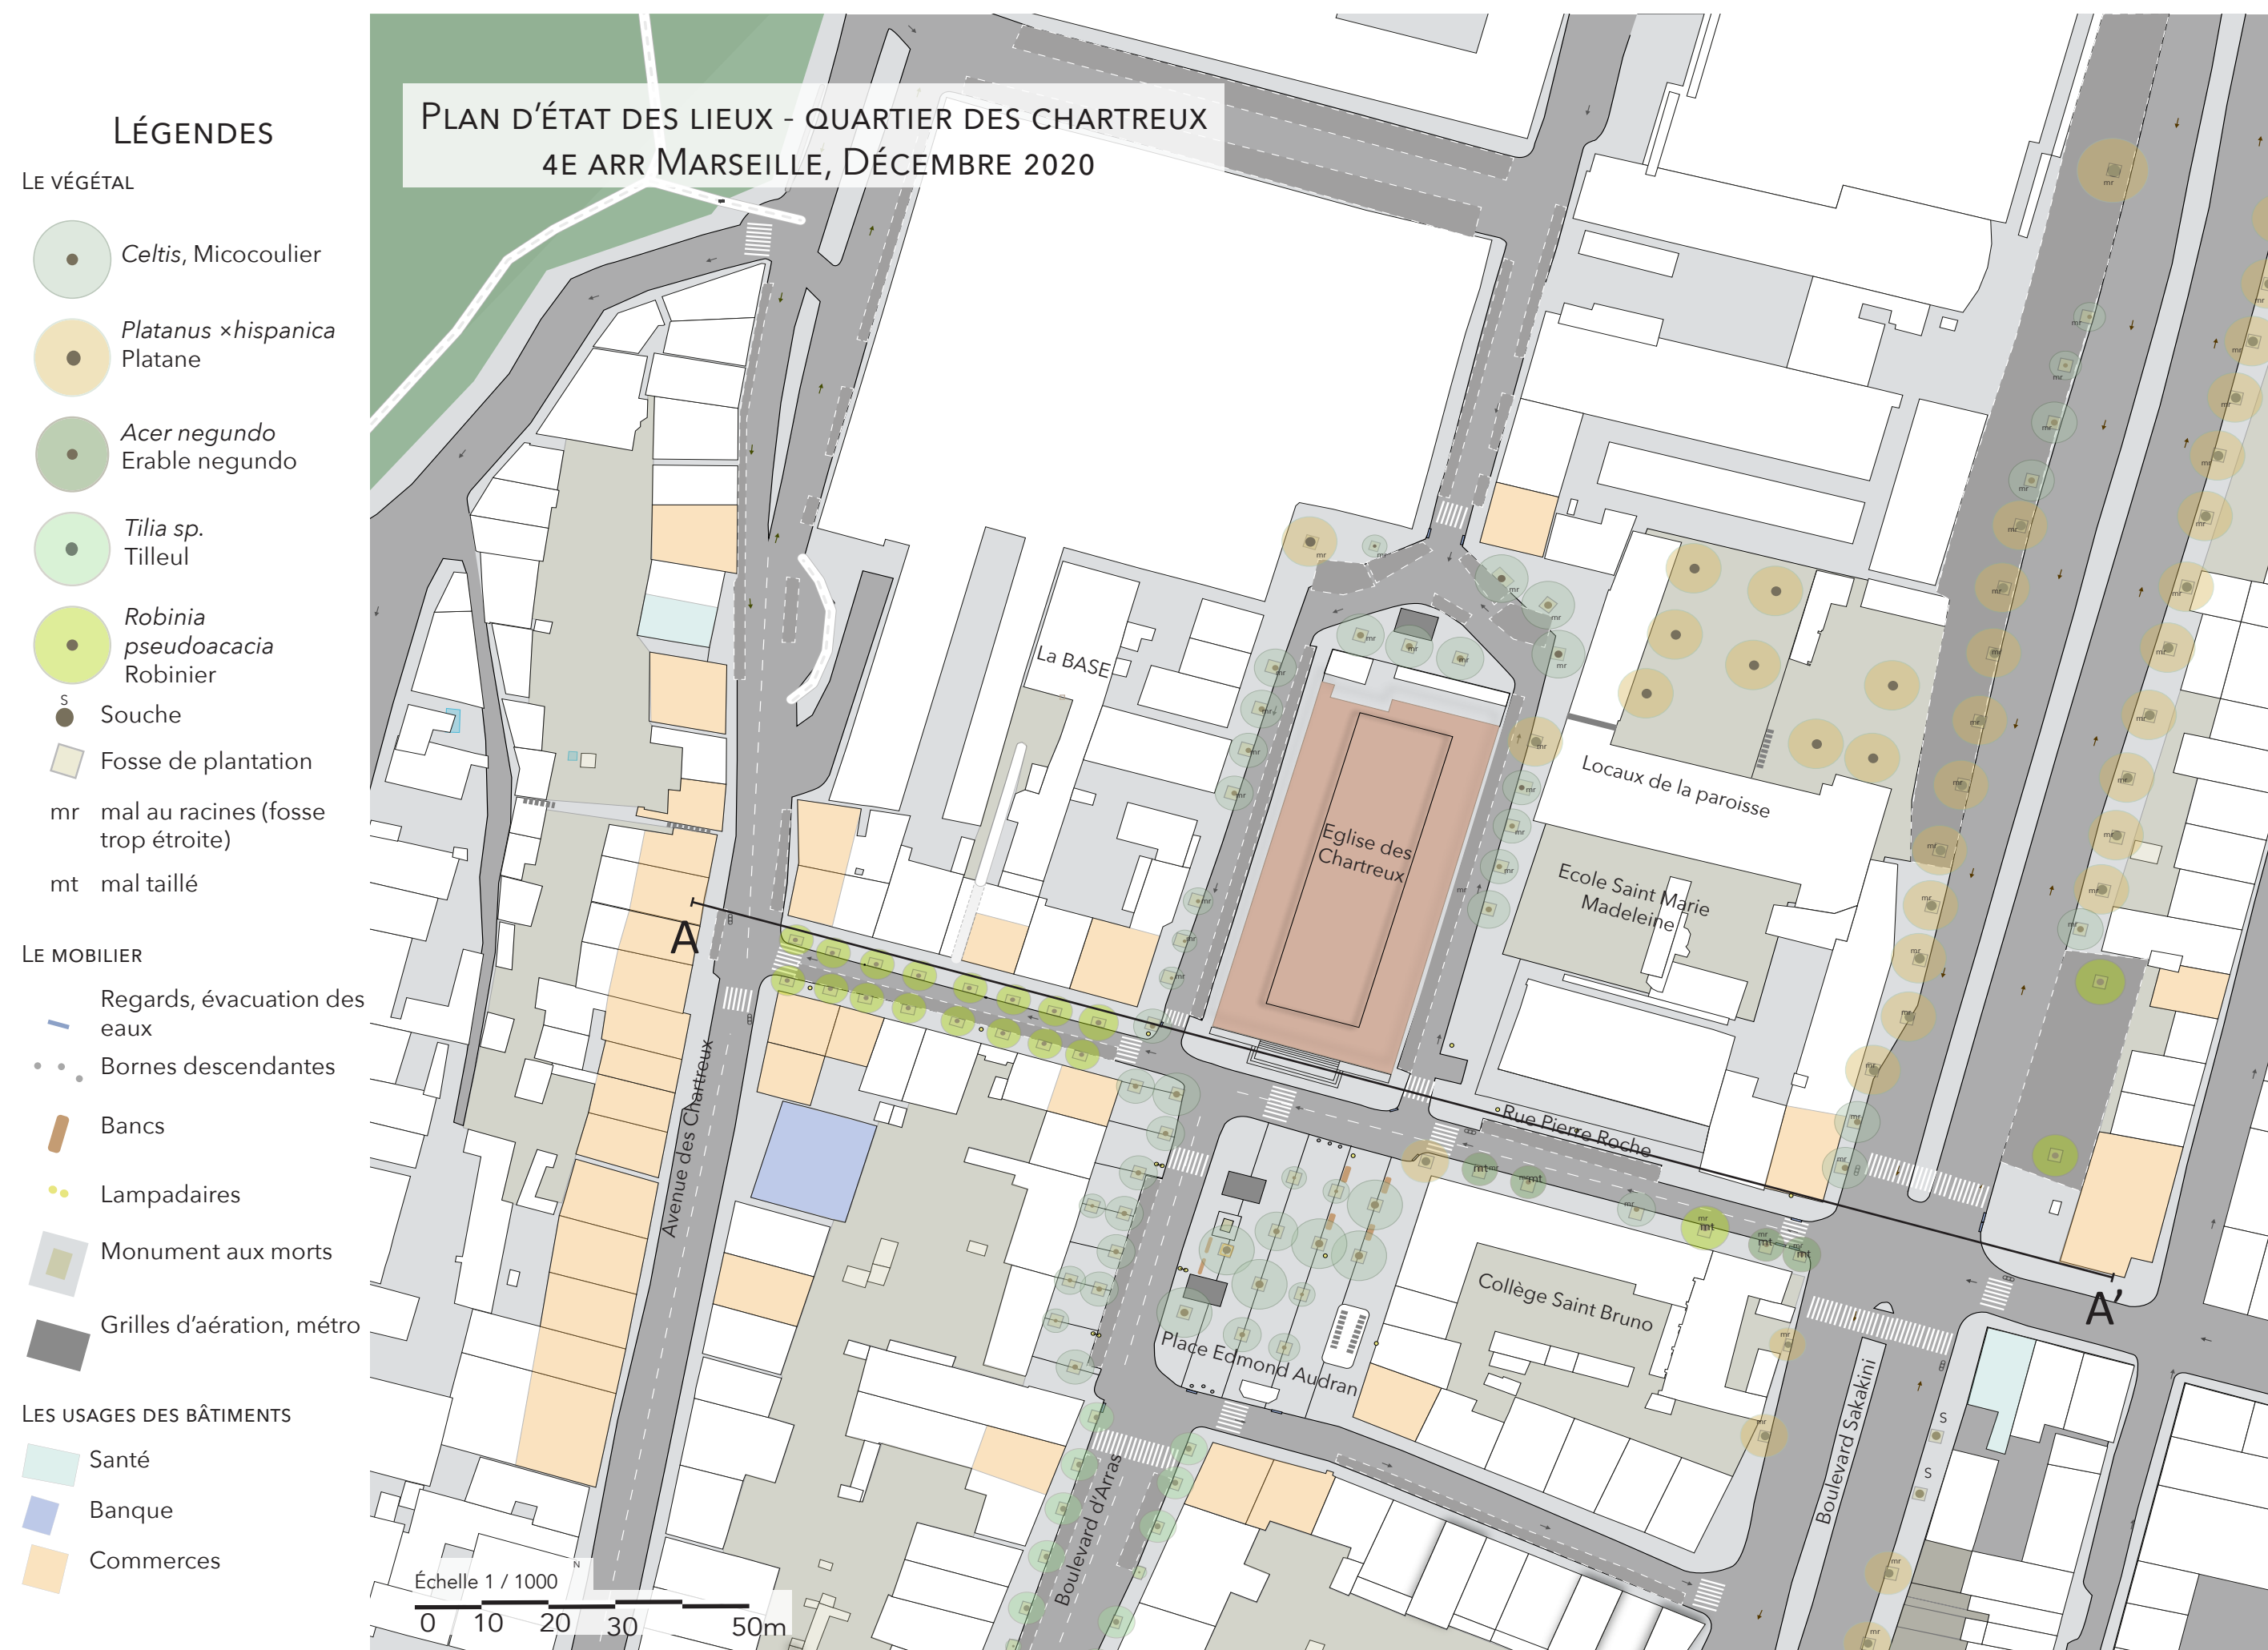 PLAN D'ÉTAT DES LIEUX - QUARTIER DES CHARTREUX
4E ARR MARSEILLE, DÉCEMBRE 2020
LÉGENDES
LE VÉGÉTAL
Celtis, Micocoulier
Platanus ×hispanica
Platane
Acer negundo
Erable negundo
Tilia sp.
Tilleul
Robinia
pseudoacacia
Robinier
S
Souche
Fosse de plantation
mr mal au racines (fosse
trop étroite)
mt mal taillé
LE MOBILIER
Regards, évacuation des
eaux
Bornes descendantes
Bancs
Lampadaires
Monument aux morts
Grilles d'aération, métro
LES USAGES DES BÂTIMENTS
Santé
Banque
Commerces
La BASE
Eglise des
Chartreux
Locaux de la paroisse
Ecole Saint Marie
Madeleine
A
Avenue des Chartreux
Rue Pierre Roche
Collège Saint Bruno
Place Edmond Audran
A'
Boulevard Sakakini
S
S
Boulevard d'Arras
N
Échelle 1 / 1000
0 10 20 30 50m